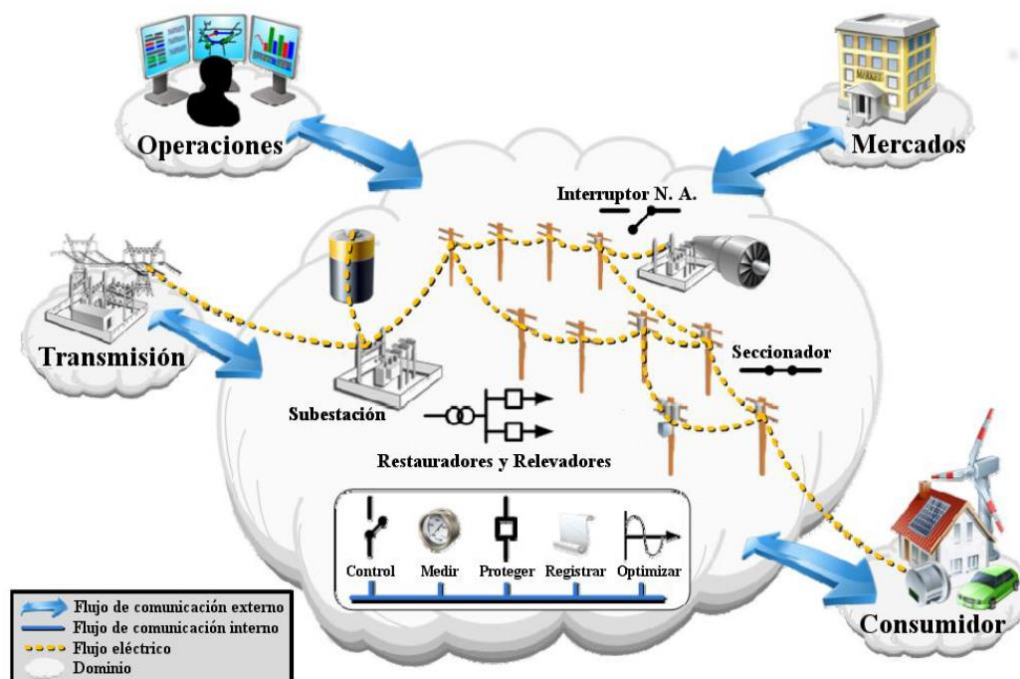 Operaciones
MARKET
Mercados
Interruptor N. A.
Transmisión
Subestación
Seccionador
Restauradores y Relevadores
Control Medir Proteger Registrar Optimizar
Consumidor
Flujo de comunicación externo
Flujo de comunicación interno
Flujo eléctrico
Dominio